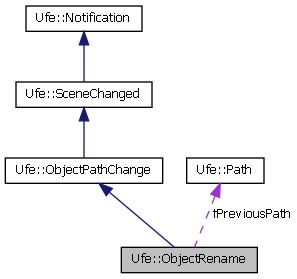 Ufe::Notification
Ufe::SceneChanged
Ufe::ObjectPathChange
Ufe::Path
fPreviousPath
Ufe::ObjectRename